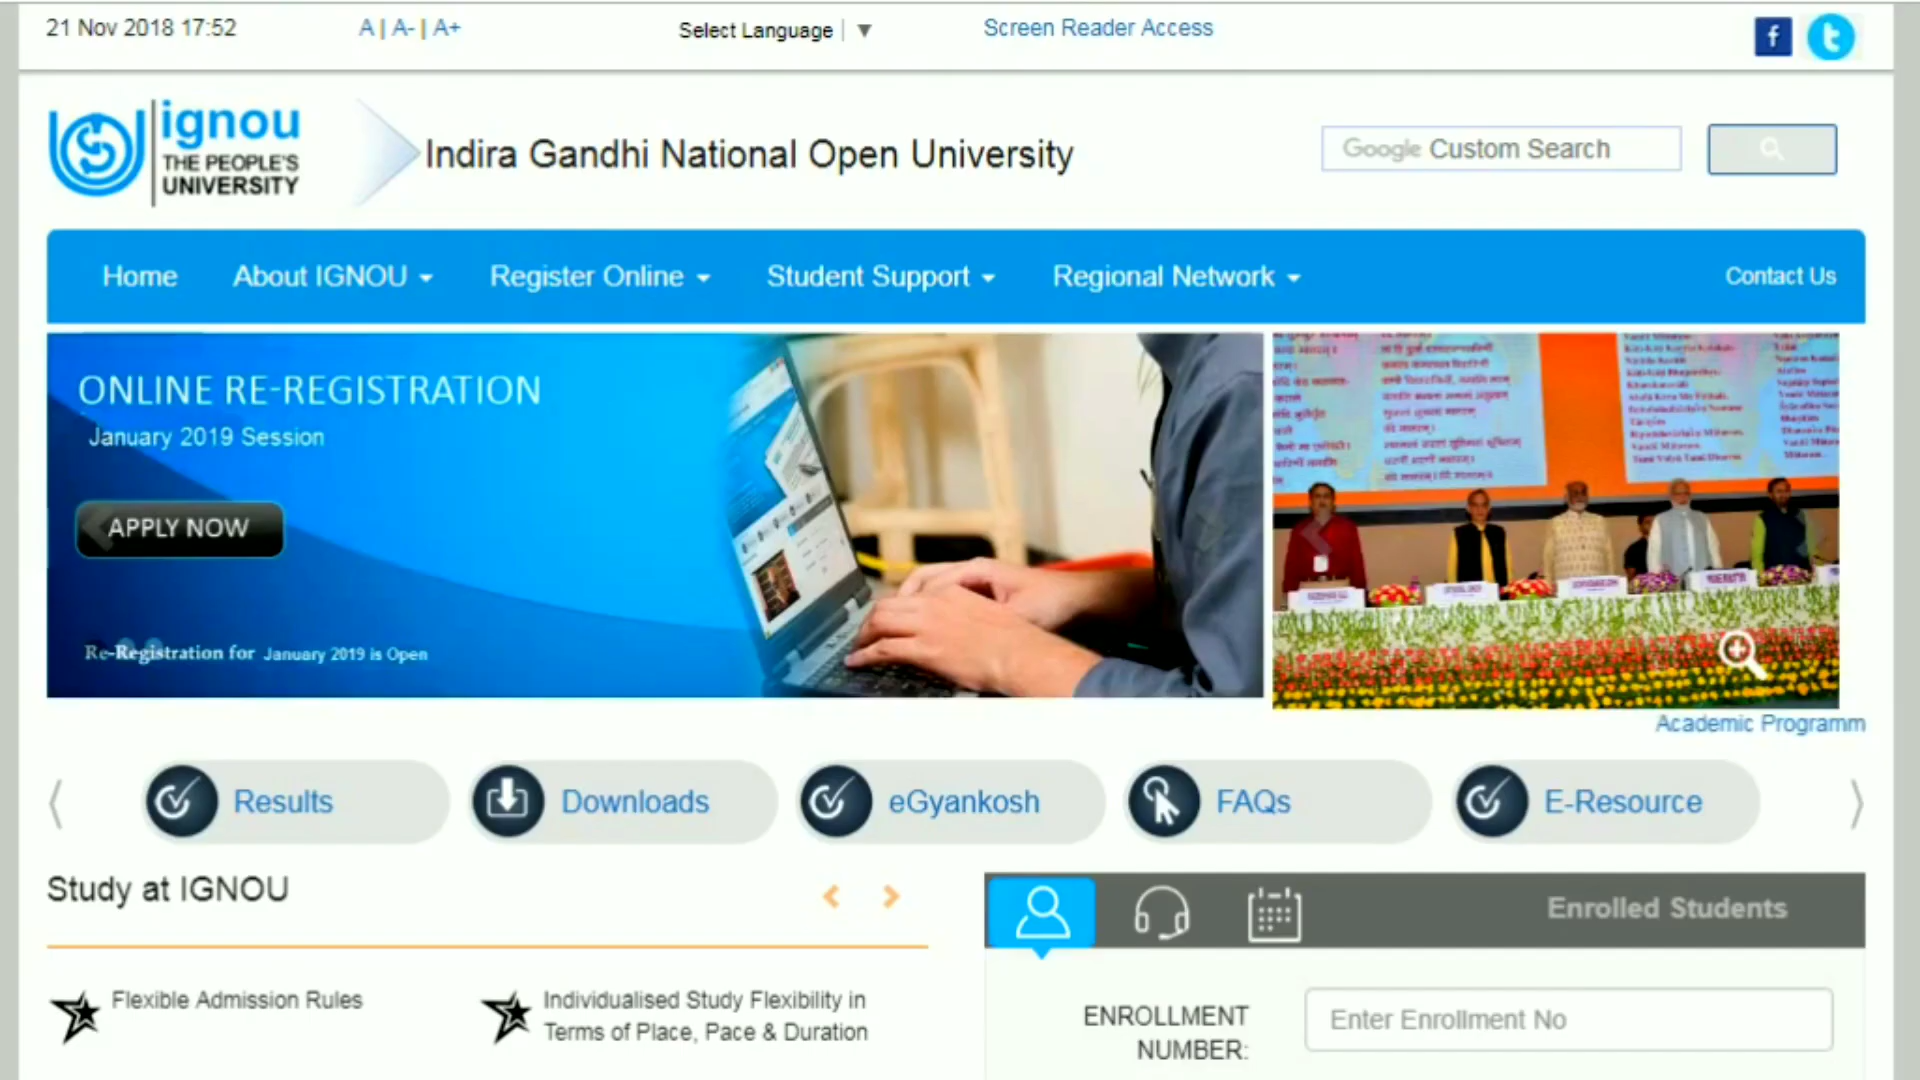 21 Nov 2018 17:52
A | A- | A+
Select Language ▼
Screen Reader Access
f
t
ignou
THE PEOPLE'S
UNIVERSITY
Indira Gandhi National Open University
Google Custom Search
Home
About IGNOU
Register Online
Student Support
Regional Network
Contact Us
ONLINE RE-REGISTRATION
January 2019 Session
APPLY NOW
Re-Registration for January 2019 is Open
Academic Programm
Results
Downloads
eGyankosh
FAQs
E-Resource
Study at IGNOU
Enrolled Students
Flexible Admission Rules
Individualised Study Flexibility in
Terms of Place, Pace & Duration
ENROLLMENT
NUMBER:
Enter Enrollment No